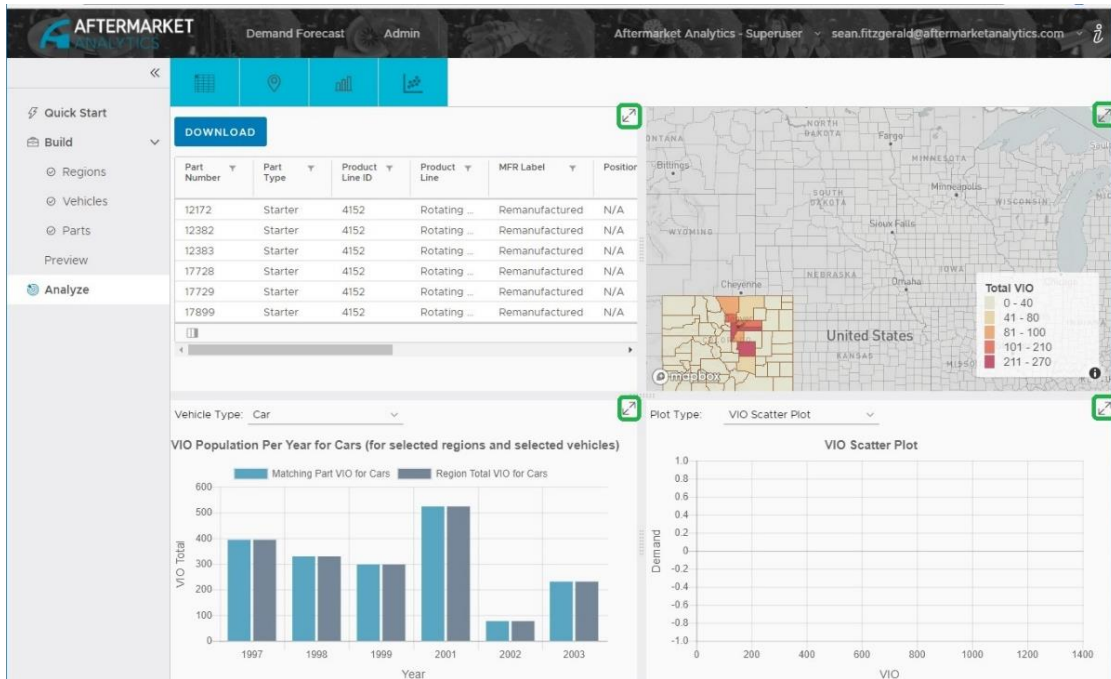 AFTERMARKET
ANALYTICS
Demand Forecast
Admin
Aftermarket Analytics - Superuser
sean.fitzgerald@aftermarketanalytics.com
Quick Start
Build
Regions
Vehicles
Parts
Preview
Analyze
DOWNLOAD
Part Number Part Type Product Line ID Product Line MFR Label Position
12172 Starter 4152 Rotating ... Remanufactured N/A
12382 Starter 4152 Rotating ... Remanufactured N/A
12383 Starter 4152 Rotating ... Remanufactured N/A
17728 Starter 4152 Rotating ... Remanufactured N/A
17729 Starter 4152 Rotating ... Remanufactured N/A
17899 Starter 4152 Rotating ... Remanufactured N/A
NORTH DAKOTA
Fargo
Billings
MINNESOTA
Minneapolis
SOUTH DAKOTA
WISCONSIN
WYOMING
Sioux Falls
IOWA
NEBRASKA
Omaha
Cheyenne
United States
KANSAS
mapbox
Total VIO
0 - 40
41 - 80
81 - 100
101 - 210
211 - 270
Vehicle Type: Car
VIO Population Per Year for Cars (for selected regions and selected vehicles)
Matching Part VIO for Cars Region Total VIO for Cars
VIO Total
600
500
400
300
200
100
0
1997 1998 1999 2001 2002 2003
Year
Plot Type: VIO Scatter Plot
VIO Scatter Plot
Demand
1.0
0.8
0.6
0.4
0.2
0
-0.2
-0.4
-0.6
-0.8
-1.0
0 200 400 600 800 1000 1200 1400
VIO